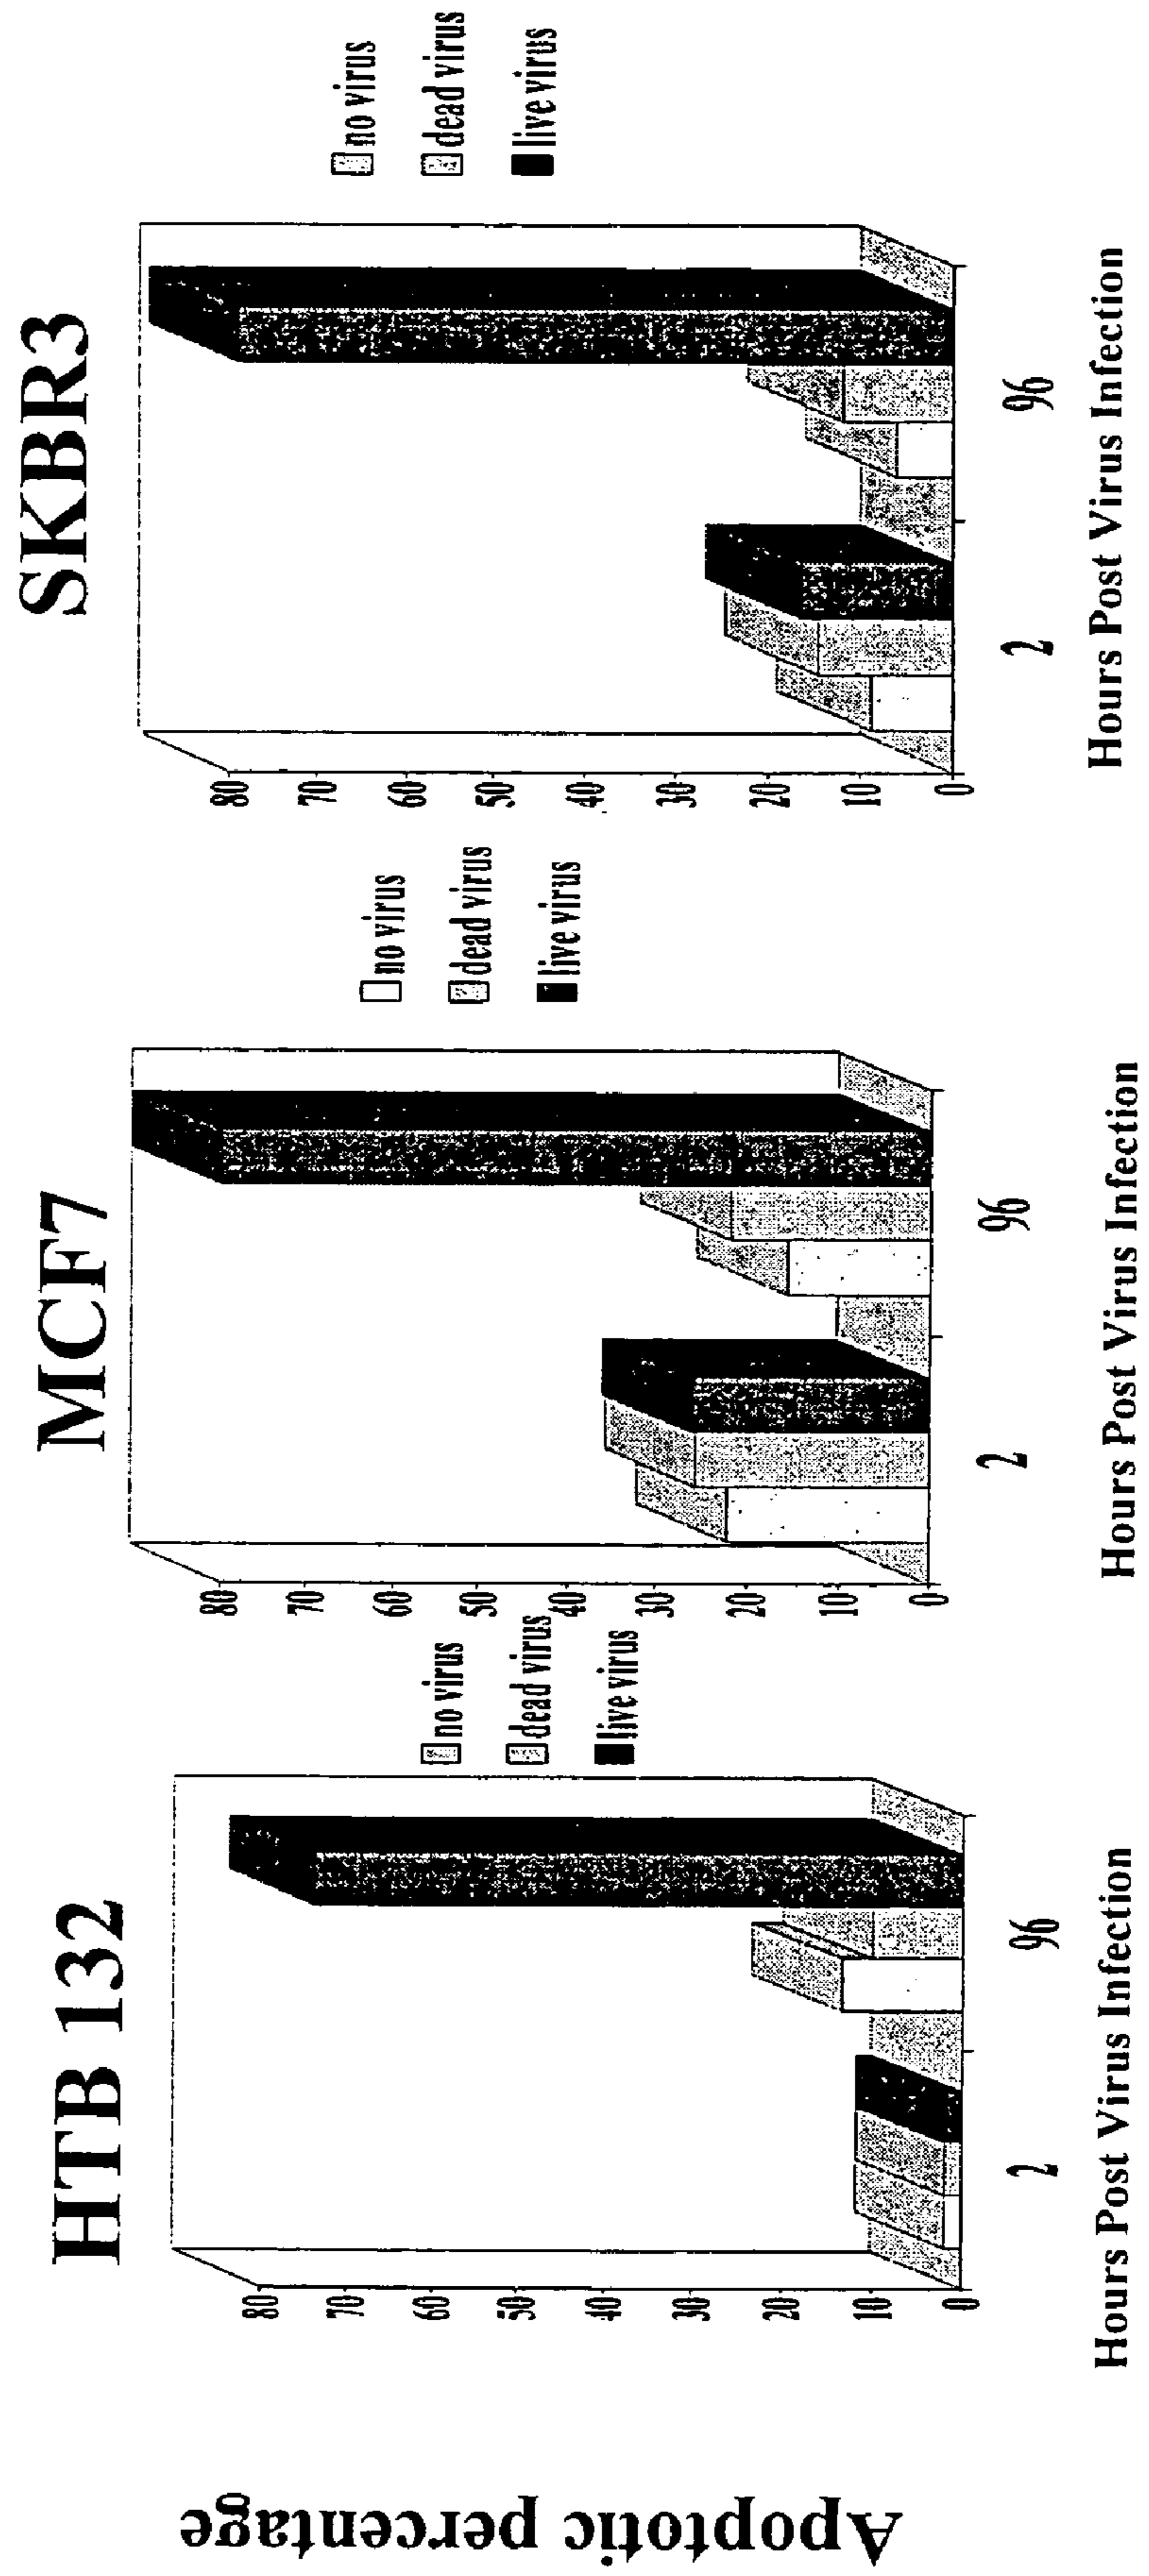 Apoptotic percentage
HTB 132
80
70
60
50
40
30
20
10
0
2
96
Hours Post Virus Infection
no virus
dead virus
live virus
MCF7
80
70
60
50
40
30
20
10
0
2
96
Hours Post Virus Infection
no virus
dead virus
live virus
SKBR3
80
70
60
50
40
30
20
10
0
2
96
Hours Post Virus Infection
no virus
dead virus
live virus